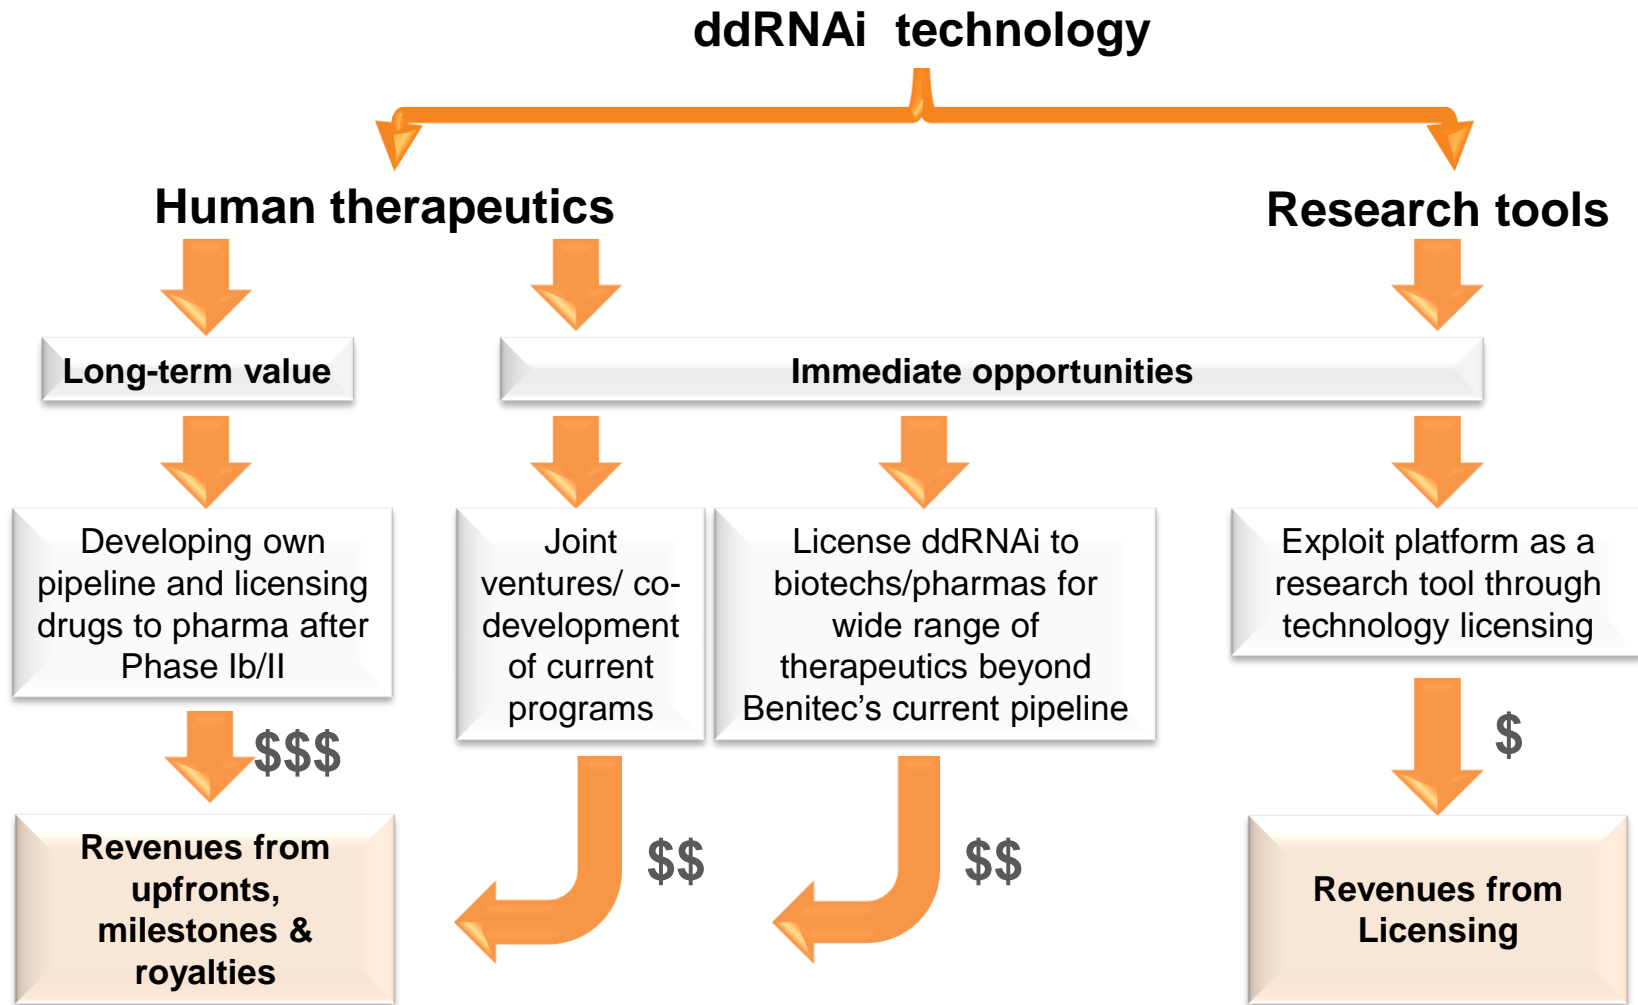 ddRNAi technology
Human therapeutics
Research tools
Long-term value
Immediate opportunities
Developing own
pipeline and licensing
drugs to pharma after
Phase Ib/II
Joint
ventures/ co-
development
of current
programs
License ddRNAi to
biotechs/pharmas for
wide range of
therapeutics beyond
Benitec’s current pipeline
Exploit platform as a
research tool through
technology licensing
$$$
$$
$$
$
Revenues from
upfronts,
milestones &
royalties
Revenues from
Licensing